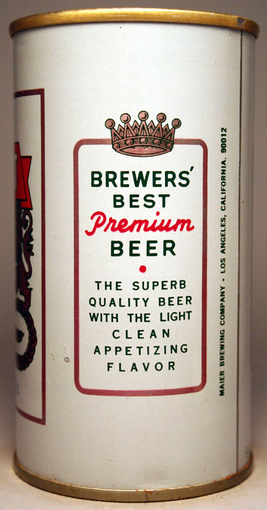 BREWERS'
BEST
Premium
BEER
THE SUPERB
QUALITY BEER
WITH THE LIGHT
CLEAN
APPETIZING
FLAVOR
MAIER BREWING COMPANY - LOS ANGELES, CALIFORNIA. 90012